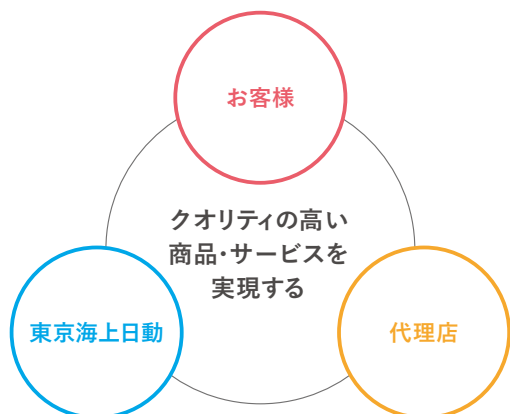 お客様
クオリティの高い
商品・サービスを
実現する
東京海上日動
代理店